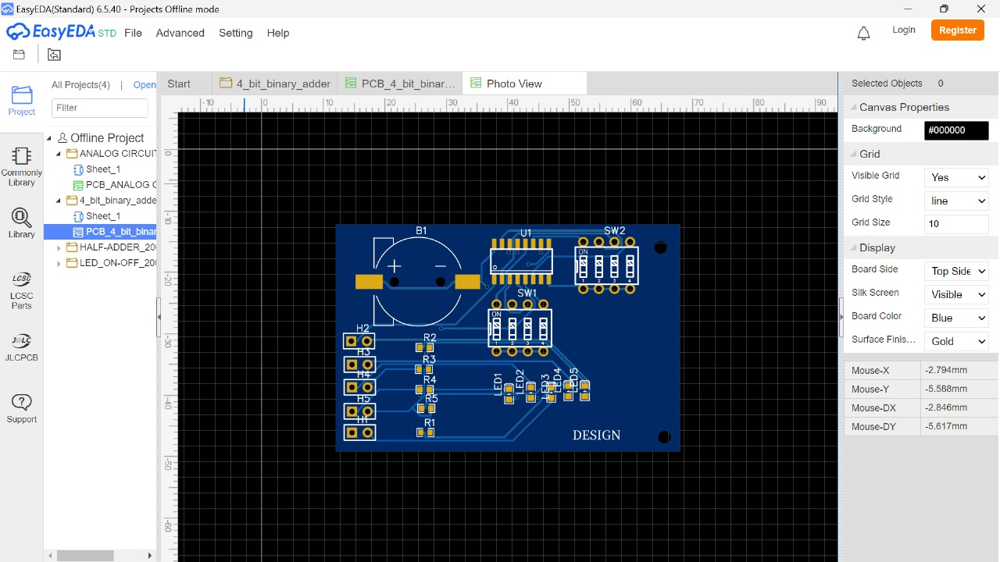 EasyEDA(Standard) 6.5.40 - Projects Offline mode
EasyEDA STD File Advanced Setting Help Login Register
All Projects(4) | Open
Filter
Project
Commonly
Library
Library
LCSC
LCSC
Parts
J@LC
JLCPCB
Support
Offline Project
ANALOG CIRCUIT
Sheet_1
PCB_ANALOG C
4_bit_binary_adde
Sheet_1
PCB_4_bit_binar
HALF-ADDER_20
LED_ON-OFF_20
Start 4_bit_binary_adder PCB_4_bit_binar... Photo View
-10 0 10 20 30 40 50 60 70 80 90
0
-10
-20
-30
-40
-50
-60
B1 U1 SW2
ON
1 2 3 4
+ −
SW1
ON
1 2 3 4
H2
H3
H4
H5
H1
R2
R3
R4
R5
R1
LED1 LED2 LED3 LED4 LED5
DESIGN
Selected Objects 0
Canvas Properties
Background #000000
Grid
Visible Grid Yes
Grid Style line
Grid Size 10
Display
Board Side Top Side
Silk Screen Visible
Board Color Blue
Surface Finis... Gold
Mouse-X -2.794mm
Mouse-Y -5.588mm
Mouse-DX -2.846mm
Mouse-DY -5.617mm